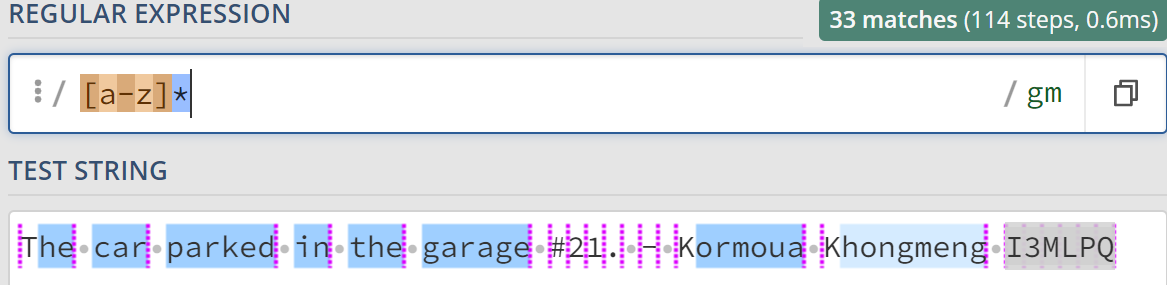 REGULAR EXPRESSION
33 matches (114 steps, 0.6ms)
/ [a-z]* / gm
TEST STRING
The car parked in the garage #21. - Kormoua Khongmeng I3MLPQ